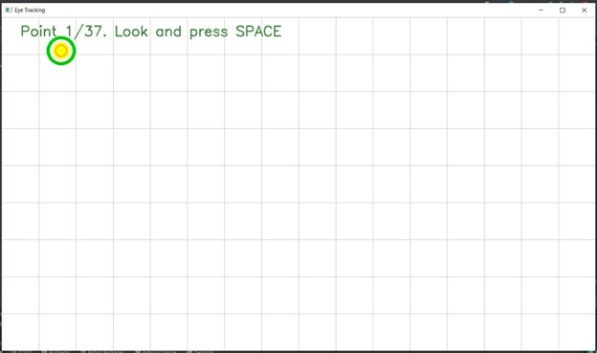 Eye Tracking
Point 1/37. Look and press SPACE